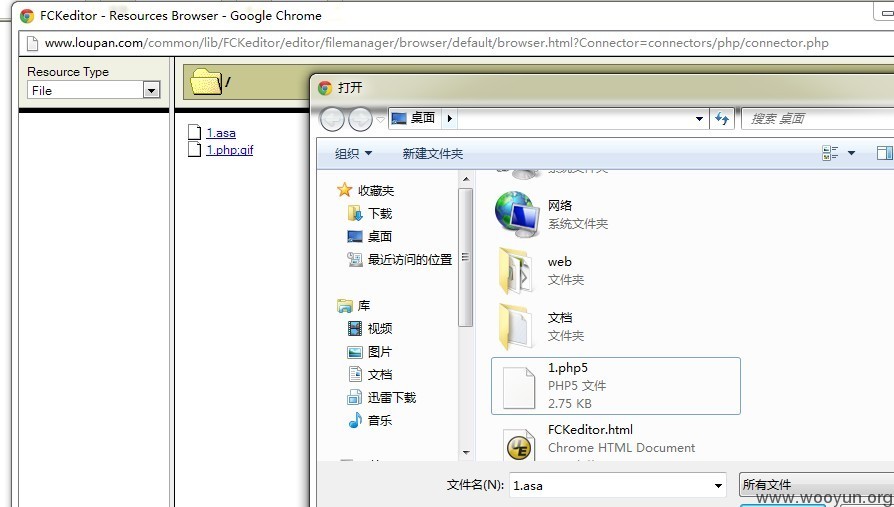 FCKeditor - Resources Browser - Google Chrome
www.loupan.com/common/lib/FCKeditor/editor/filemanager/browser/default/browser.html?Connector=connectors/php/connector.php
Resource Type
File
/
1.asa
1.php;gif
打开
桌面
搜索 桌面
组织
新建文件夹
收藏夹
下载
桌面
最近访问的位置
库
视频
图片
文档
迅雷下载
音乐
系统文件夹
网络
系统文件夹
web
文件夹
文档
文件夹
1.php5
PHP5 文件
2.75 KB
FCKeditor.html
Chrome HTML Document
文件名(N):
1.asa
所有文件
www.wooyun.org